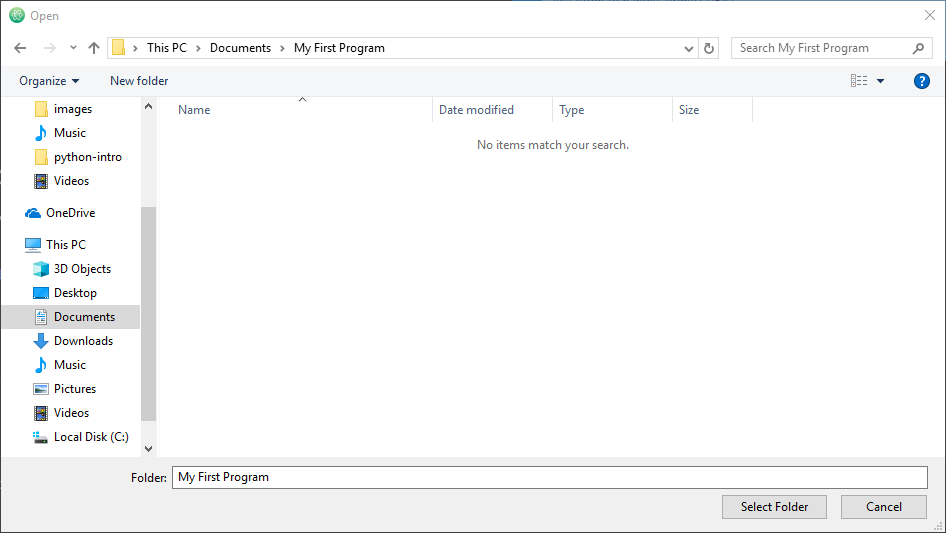 Open
This PC > Documents > My First Program
Search My First Program
Organize
New folder
?
Name
Date modified
Type
Size
No items match your search.
images
Music
python-intro
Videos
OneDrive
This PC
3D Objects
Desktop
Documents
Downloads
Music
Pictures
Videos
Local Disk (C:)
Folder: My First Program
Select Folder
Cancel